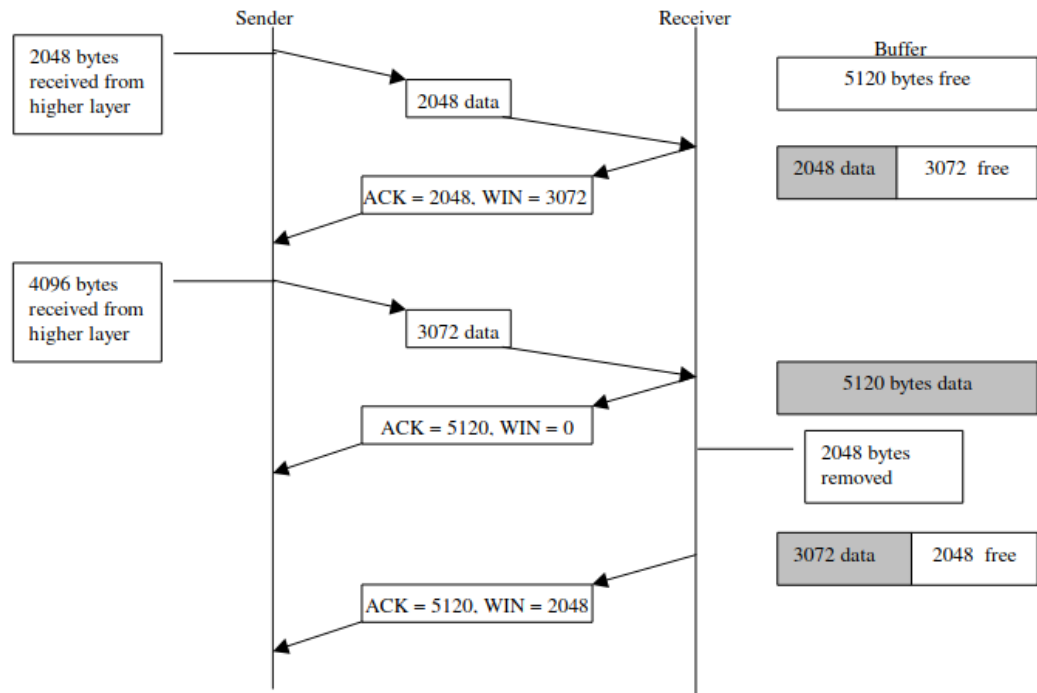 Sender
Receiver
2048 bytes
received from
higher layer
Buffer
5120 bytes free
2048 data
2048 data
3072 free
ACK = 2048, WIN = 3072
4096 bytes
received from
higher layer
3072 data
5120 bytes data
ACK = 5120, WIN = 0
2048 bytes
removed
3072 data
2048 free
ACK = 5120, WIN = 2048